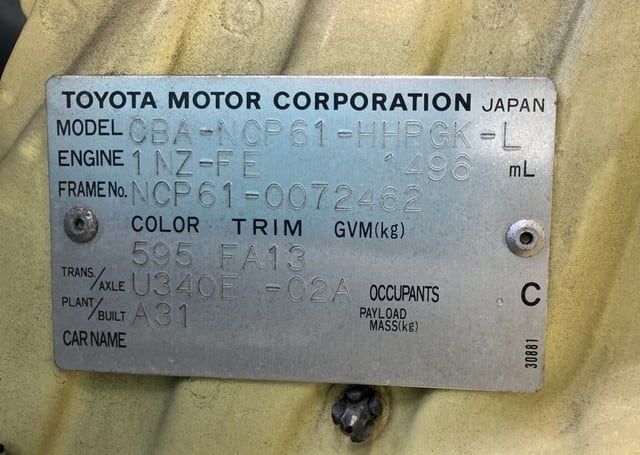 TOYOTA MOTOR CORPORATION JAPAN
MODEL CBA-NCP61-HHPGK-L
ENGINE 1NZ-FE 1496 mL
FRAME No. NCP61-0072462
COLOR TRIM GVM(kg)
595 FA13
TRANS./AXLE U340E -02A OCCUPANTS C
PLANT/BUILT A31 PAYLOAD MASS(kg)
CAR NAME
30881